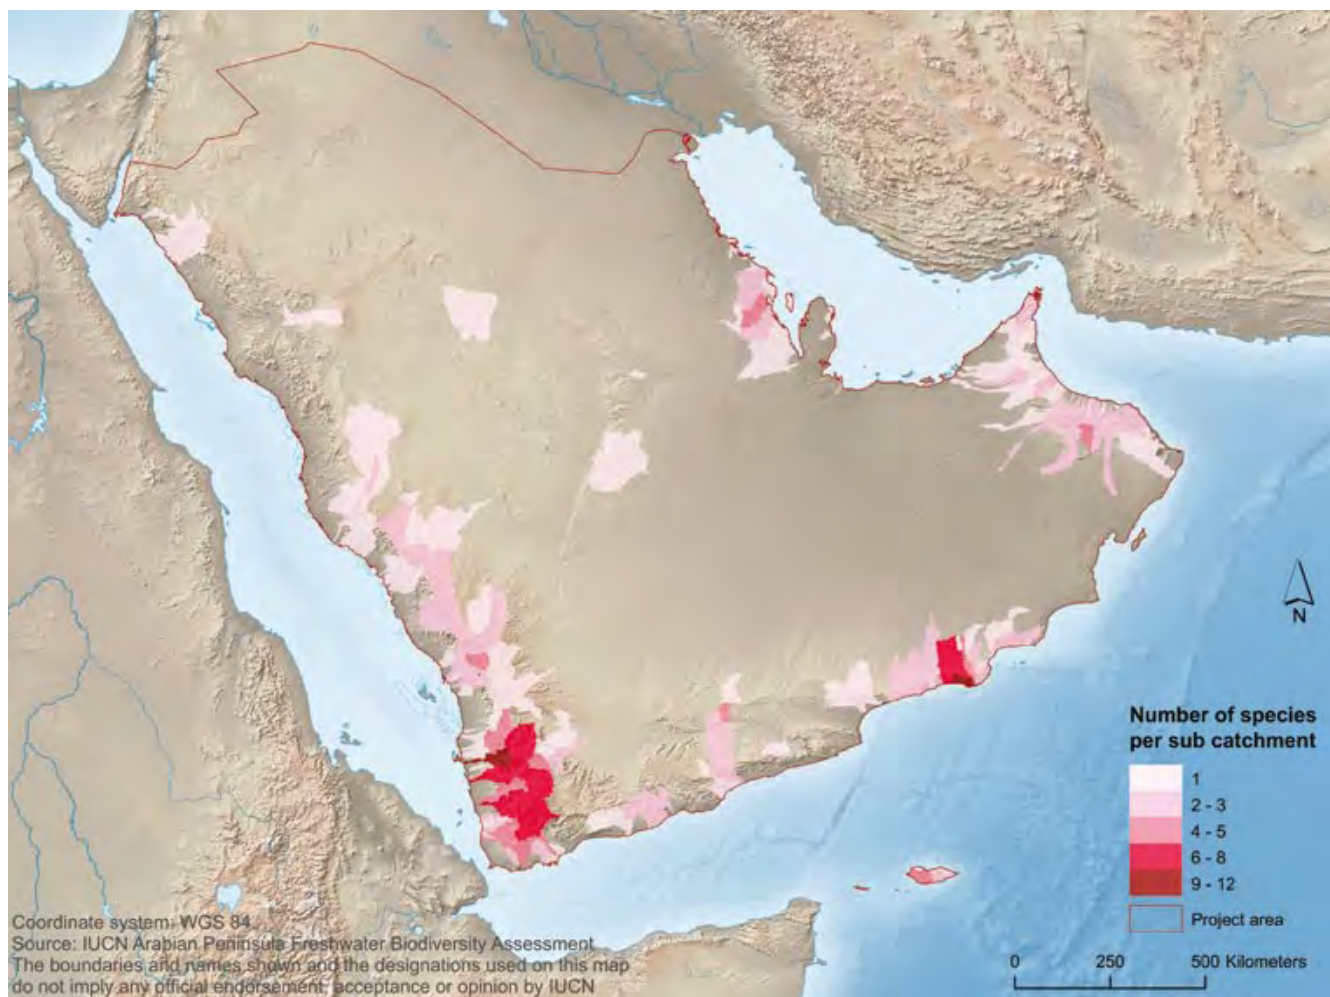 N
Number of species
per sub catchment
1
2 - 3
4 - 5
6 - 8
9 - 12
Project area
0 250 500 Kilometers
Coordinate system: WGS 84
Source: IUCN Arabian Peninsula Freshwater Biodiversity Assessment
The boundaries and names shown and the designations used on this map
do not imply any official endorsement, acceptance or opinion by IUCN